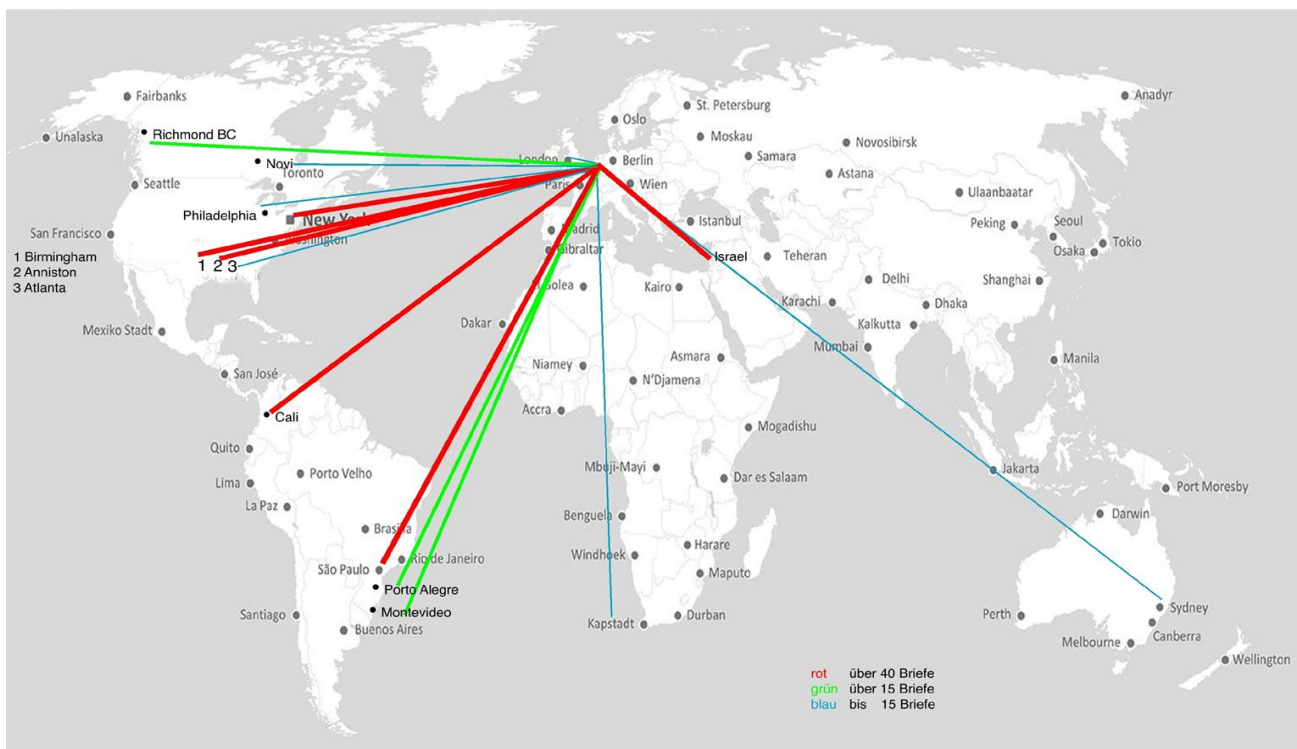 Fairbanks
Anadyr
St. Petersburg
Oslo
Unalaska
Richmond BC
Moskau
Novosibirsk
London
Berlin
Samara
Novi
Toronto
Astana
Seattle
Paris
Wien
Ulaanbaatar
Philadelphia
New York
Istanbul
Peking
Seoul
San Francisco
Washington
Madrid
Tokio
Osaka
Gibraltar
Israel
Teheran
1 Birmingham
2 Anniston
3 Atlanta
1 2 3
El Golea
Kairo
Delhi
Shanghai
Karachi
Dhaka
Mexiko Stadt
Dakar
Kalkutta
Mumbai
Manila
San José
Niamey
Asmara
N'Djamena
Cali
Accra
Mogadishu
Quito
Porto Velho
Mbuji-Mayi
Jakarta
Lima
Dar es Salaam
Port Moresby
La Paz
Brasilia
Benguela
Darwin
Rio de Janeiro
Windhoek
Harare
São Paulo
Maputo
Porto Alegre
Montevideo
Santiago
Buenos Aires
Kapstadt
Durban
Perth
Sydney
Canberra
Melbourne
Wellington
rot über 40 Briefe
grün über 15 Briefe
blau bis 15 Briefe